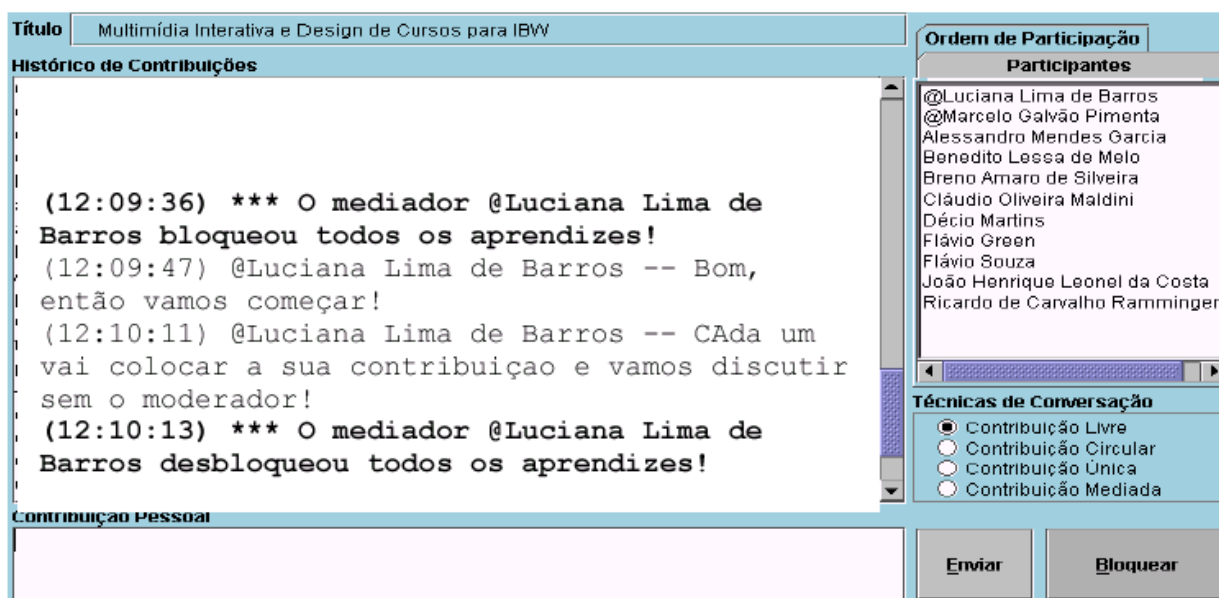 Título
Multimídia Interativa e Design de Cursos para IBW
Histórico de Contribuições
(12:09:36) *** O mediador @Luciana Lima de
Barros bloqueou todos os aprendizes!
(12:09:47) @Luciana Lima de Barros -- Bom,
então vamos começar!
(12:10:11) @Luciana Lima de Barros -- CAda um
vai colocar a sua contribuiçao e vamos discutir
sem o moderador!
(12:10:13) *** O mediador @Luciana Lima de
Barros desbloqueou todos os aprendizes!
Contribuição Pessoal
Ordem de Participação
Participantes
@Luciana Lima de Barros
@Marcelo Galvão Pimenta
Alessandro Mendes Garcia
Benedito Lessa de Melo
Breno Amaro de Silveira
Cláudio Oliveira Maldini
Décio Martins
Flávio Green
Flávio Souza
João Henrique Leonel da Costa
Ricardo de Carvalho Ramminger
Técnicas de Conversação
Contribuição Livre
Contribuição Circular
Contribuição Única
Contribuição Mediada
Enviar
Bloquear